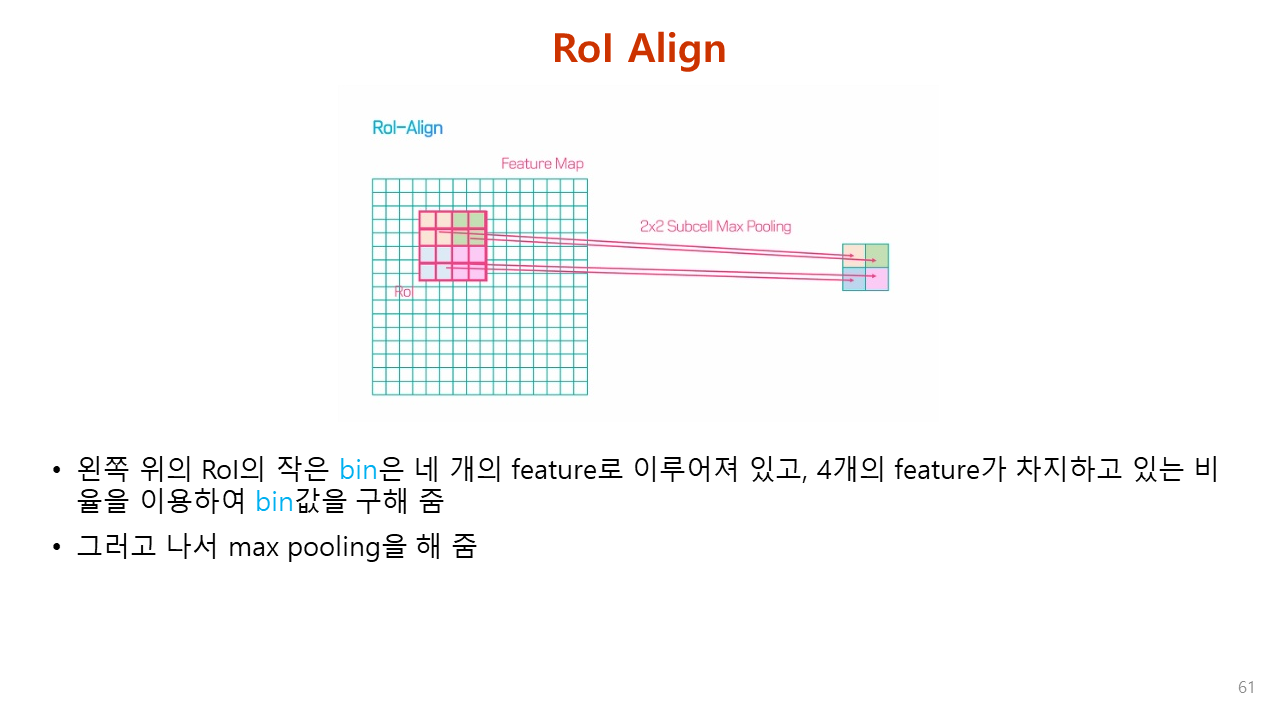 RoI Align
RoI-Align
Feature Map
2x2 Subcell Max Pooling
RoI
• 왼쪽 위의 RoI의 작은 bin은 네 개의 feature로 이루어져 있고, 4개의 feature가 차지하고 있는 비
율을 이용하여 bin값을 구해 줌
• 그러고 나서 max pooling을 해 줌
61